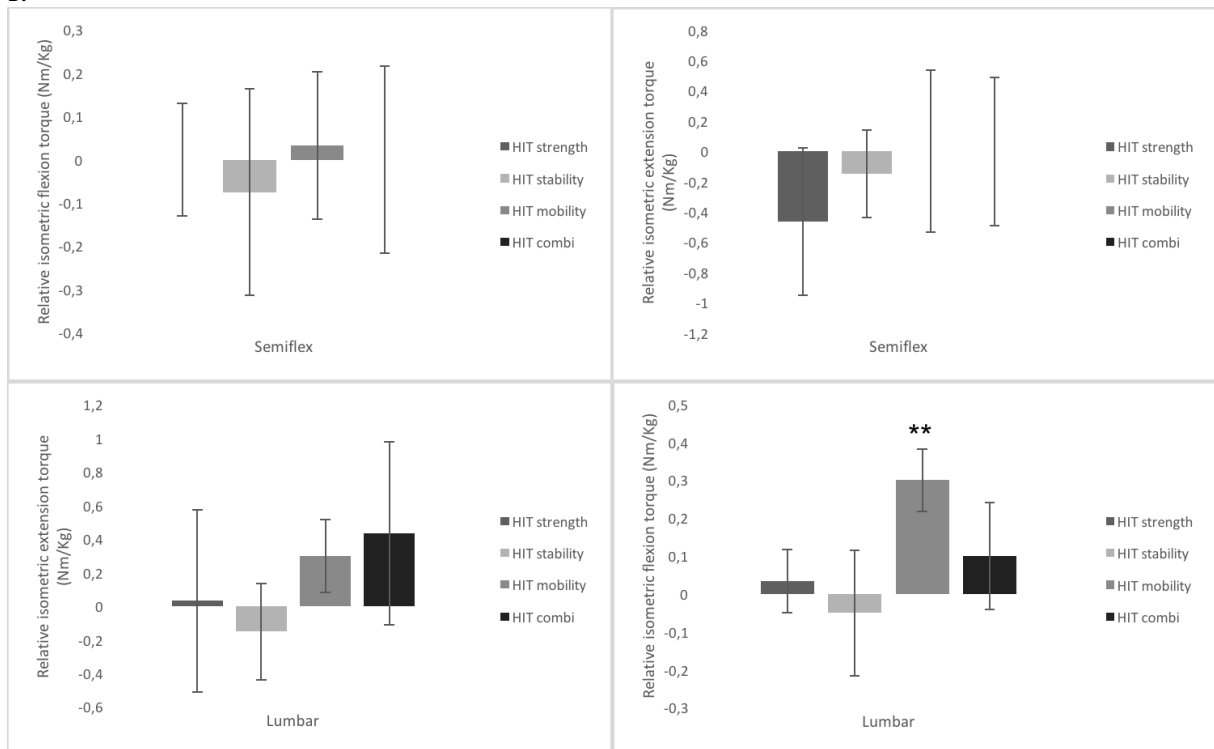 Relative isometric flexion torque (Nm/Kg)
0,3
0,2
0,1
0
-0,1
-0,2
-0,3
-0,4
Semiflex
HIT strength
HIT stability
HIT mobility
HIT combi
Relative isometric extension torque
(Nm/Kg)
0,8
0,6
0,4
0,2
0
-0,2
-0,4
-0,6
-0,8
-1
-1,2
Semiflex
HIT strength
HIT stability
HIT mobility
HIT combi
Relative isometric extension torque
(Nm/Kg)
1,2
1
0,8
0,6
0,4
0,2
0
-0,2
-0,4
-0,6
Lumbar
HIT strength
HIT stability
HIT mobility
HIT combi
Relative isometric flexion torque (Nm/Kg)
0,5
0,4
0,3
0,2
0,1
0
-0,1
-0,2
-0,3
**
Lumbar
HIT strength
HIT stability
HIT mobility
HIT combi